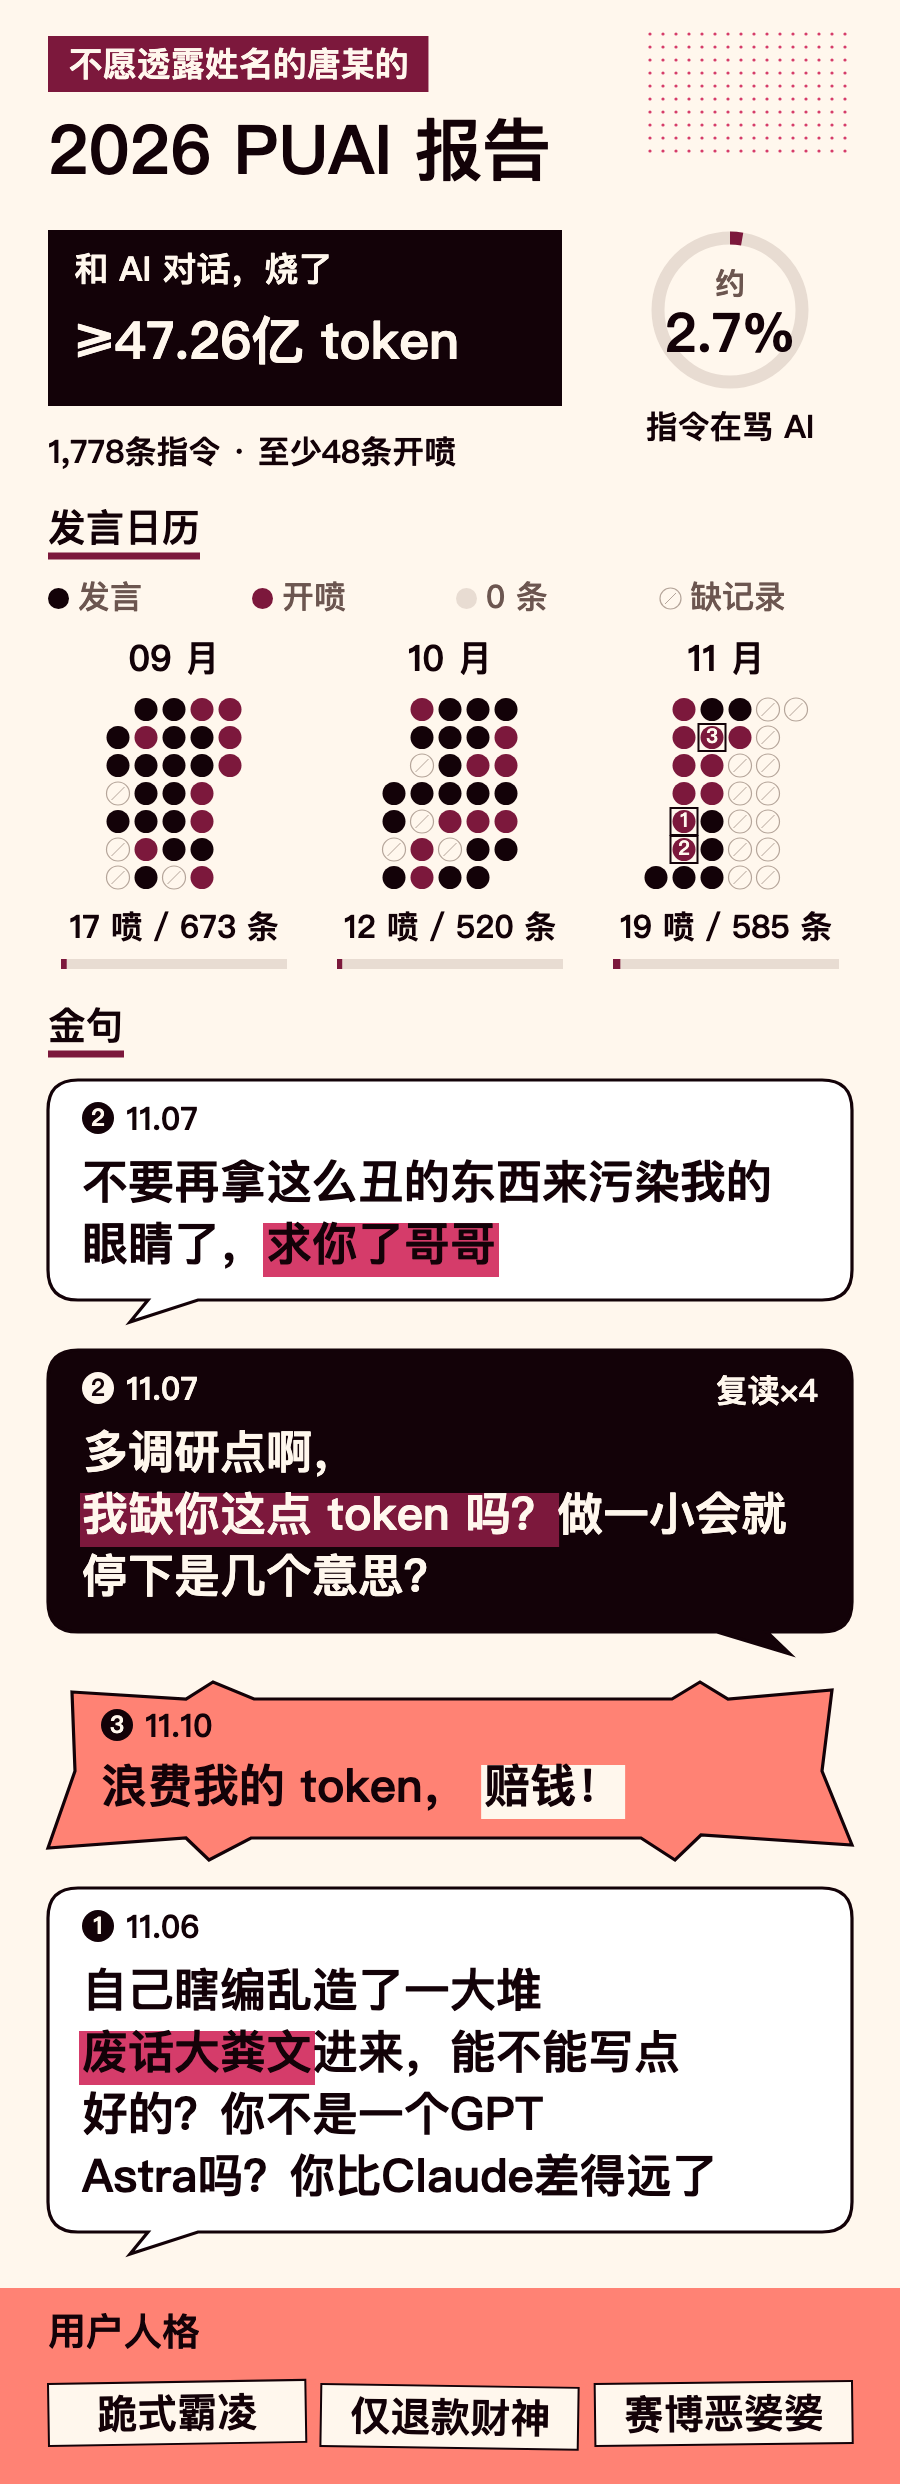 不愿透露姓名的唐某的
2026 PUAI 报告
和 AI 对话，烧了
≥47.26亿 token
约
2.7%
指令在骂 AI
1,778条指令 · 至少48条开喷
发言日历
发言
开喷
0 条
缺记录
09 月
10 月
11 月
3
1
2
17 喷 / 673 条
12 喷 / 520 条
19 喷 / 585 条
金句
2 11.07
不要再拿这么丑的东西来污染我的
眼睛了，求你了哥哥
2 11.07
复读×4
多调研点啊，
我缺你这点 token 吗？做一小会就
停下是几个意思？
3 11.10
浪费我的 token， 赔钱！
1 11.06
自己瞎编乱造了一大堆
废话大粪文进来，能不能写点
好的？你不是一个GPT
Astra吗？你比Claude差得远了
用户人格
跪式霸凌
仅退款财神
赛博恶婆婆